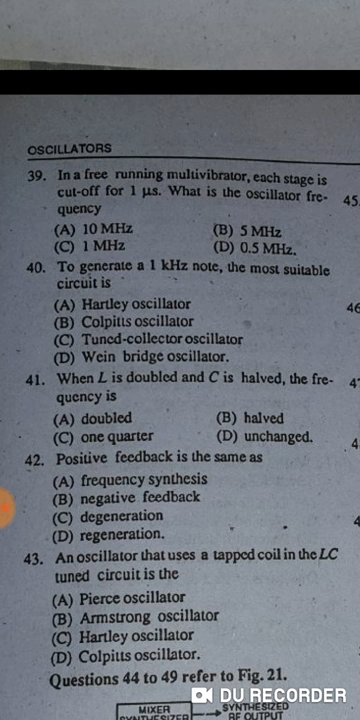 OSCILLATORS
39. In a free running multivibrator, each stage is
cut-off for 1 μs. What is the oscillator fre-
quency
45.
(A) 10 MHz (B) 5 MHz
(C) 1 MHz (D) 0.5 MHz.
40. To generate a 1 kHz note, the most suitable
circuit is
(A) Hartley oscillator
46
(B) Colpitts oscillator
(C) Tuned-collector oscillator
(D) Wein bridge oscillator.
41. When L is doubled and C is halved, the fre-
quency is
(A) doubled (B) halved
(C) one quarter (D) unchanged.
42. Positive feedback is the same as
(A) frequency synthesis
(B) negative feedback
(C) degeneration
(D) regeneration.
43. An oscillator that uses a tapped coil in the LC
tuned circuit is the
(A) Pierce oscillator
(B) Armstrong oscillator
(C) Hartley oscillator
(D) Colpitts oscillator.
Questions 44 to 49 refer to Fig. 21.
DU RECORDER
MIXER
SYNTHESIZER
SYNTHESIZED
RF OUTPUT